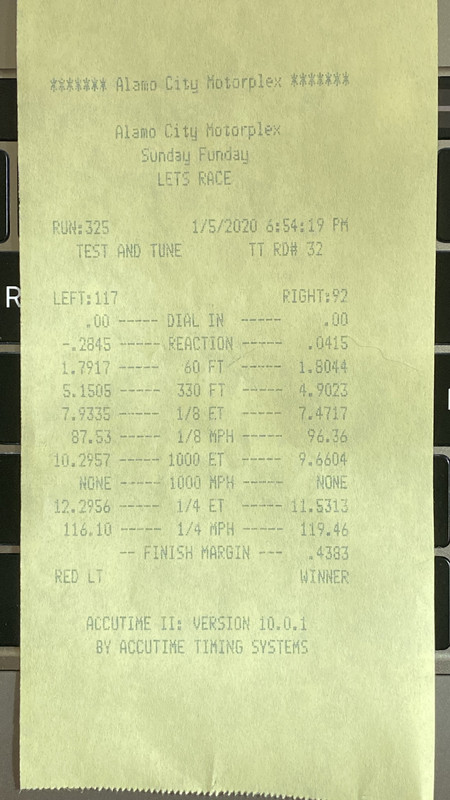 ******* Alamo City Motorplex *******
Alamo City Motorplex
Sunday Funday
LETS RACE
RUN:325 1/5/2020 6:54:19 PM
TEST AND TUNE TT RD# 32
LEFT:117 RIGHT:92
.00 ----- DIAL IN ----- .00
-.2845 ----- REACTION ----- .0415
1.7917 ----- 60 FT ----- 1.8044
5.1505 ----- 330 FT ----- 4.9023
7.9335 ----- 1/8 ET ----- 7.4717
87.53 ----- 1/8 MPH ----- 96.36
10.2957 ----- 1000 ET ----- 9.6604
NONE ----- 1000 MPH ----- NONE
12.2956 ----- 1/4 ET ----- 11.5313
116.10 ----- 1/4 MPH ----- 119.46
-- FINISH MARGIN --- .4383
RED LT WINNER
ACCUTIME II: VERSION 10.0.1
BY ACCUTIME TIMING SYSTEMS
R